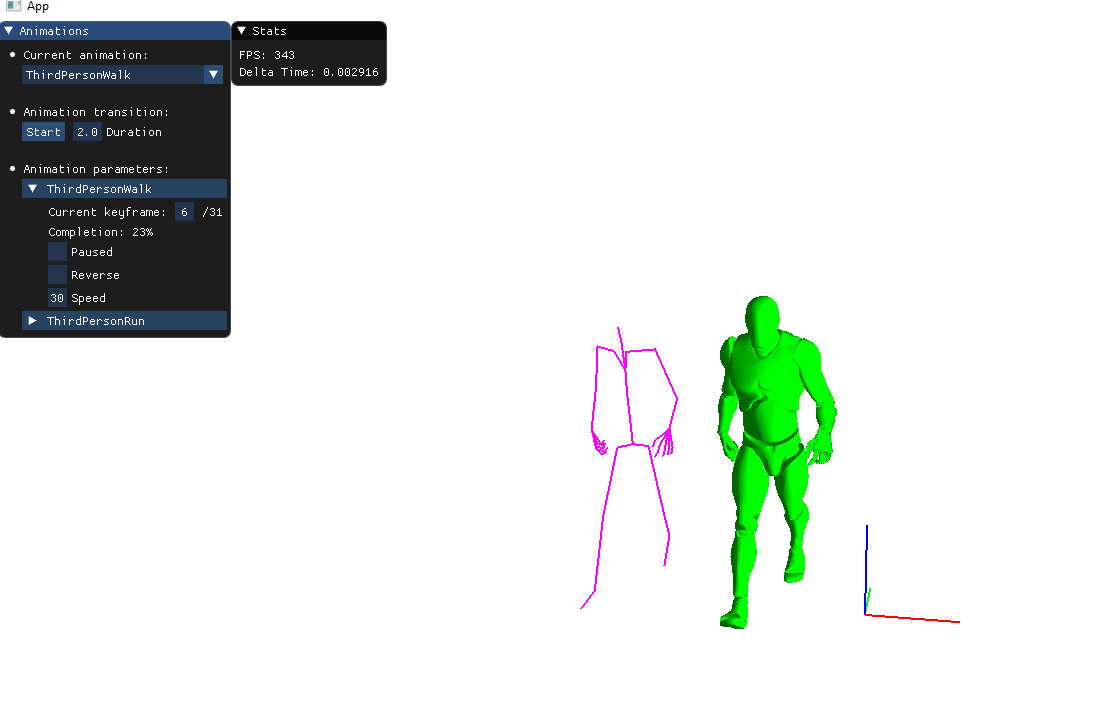 App
Animations
Current animation:
ThirdPersonWalk
Animation transition:
Start 2.0 Duration
Animation parameters:
ThirdPersonWalk
Current keyframe: 6 /31
Completion: 23%
Paused
Reverse
30 Speed
ThirdPersonRun
Stats
FPS: 343
Delta Time: 0.002916